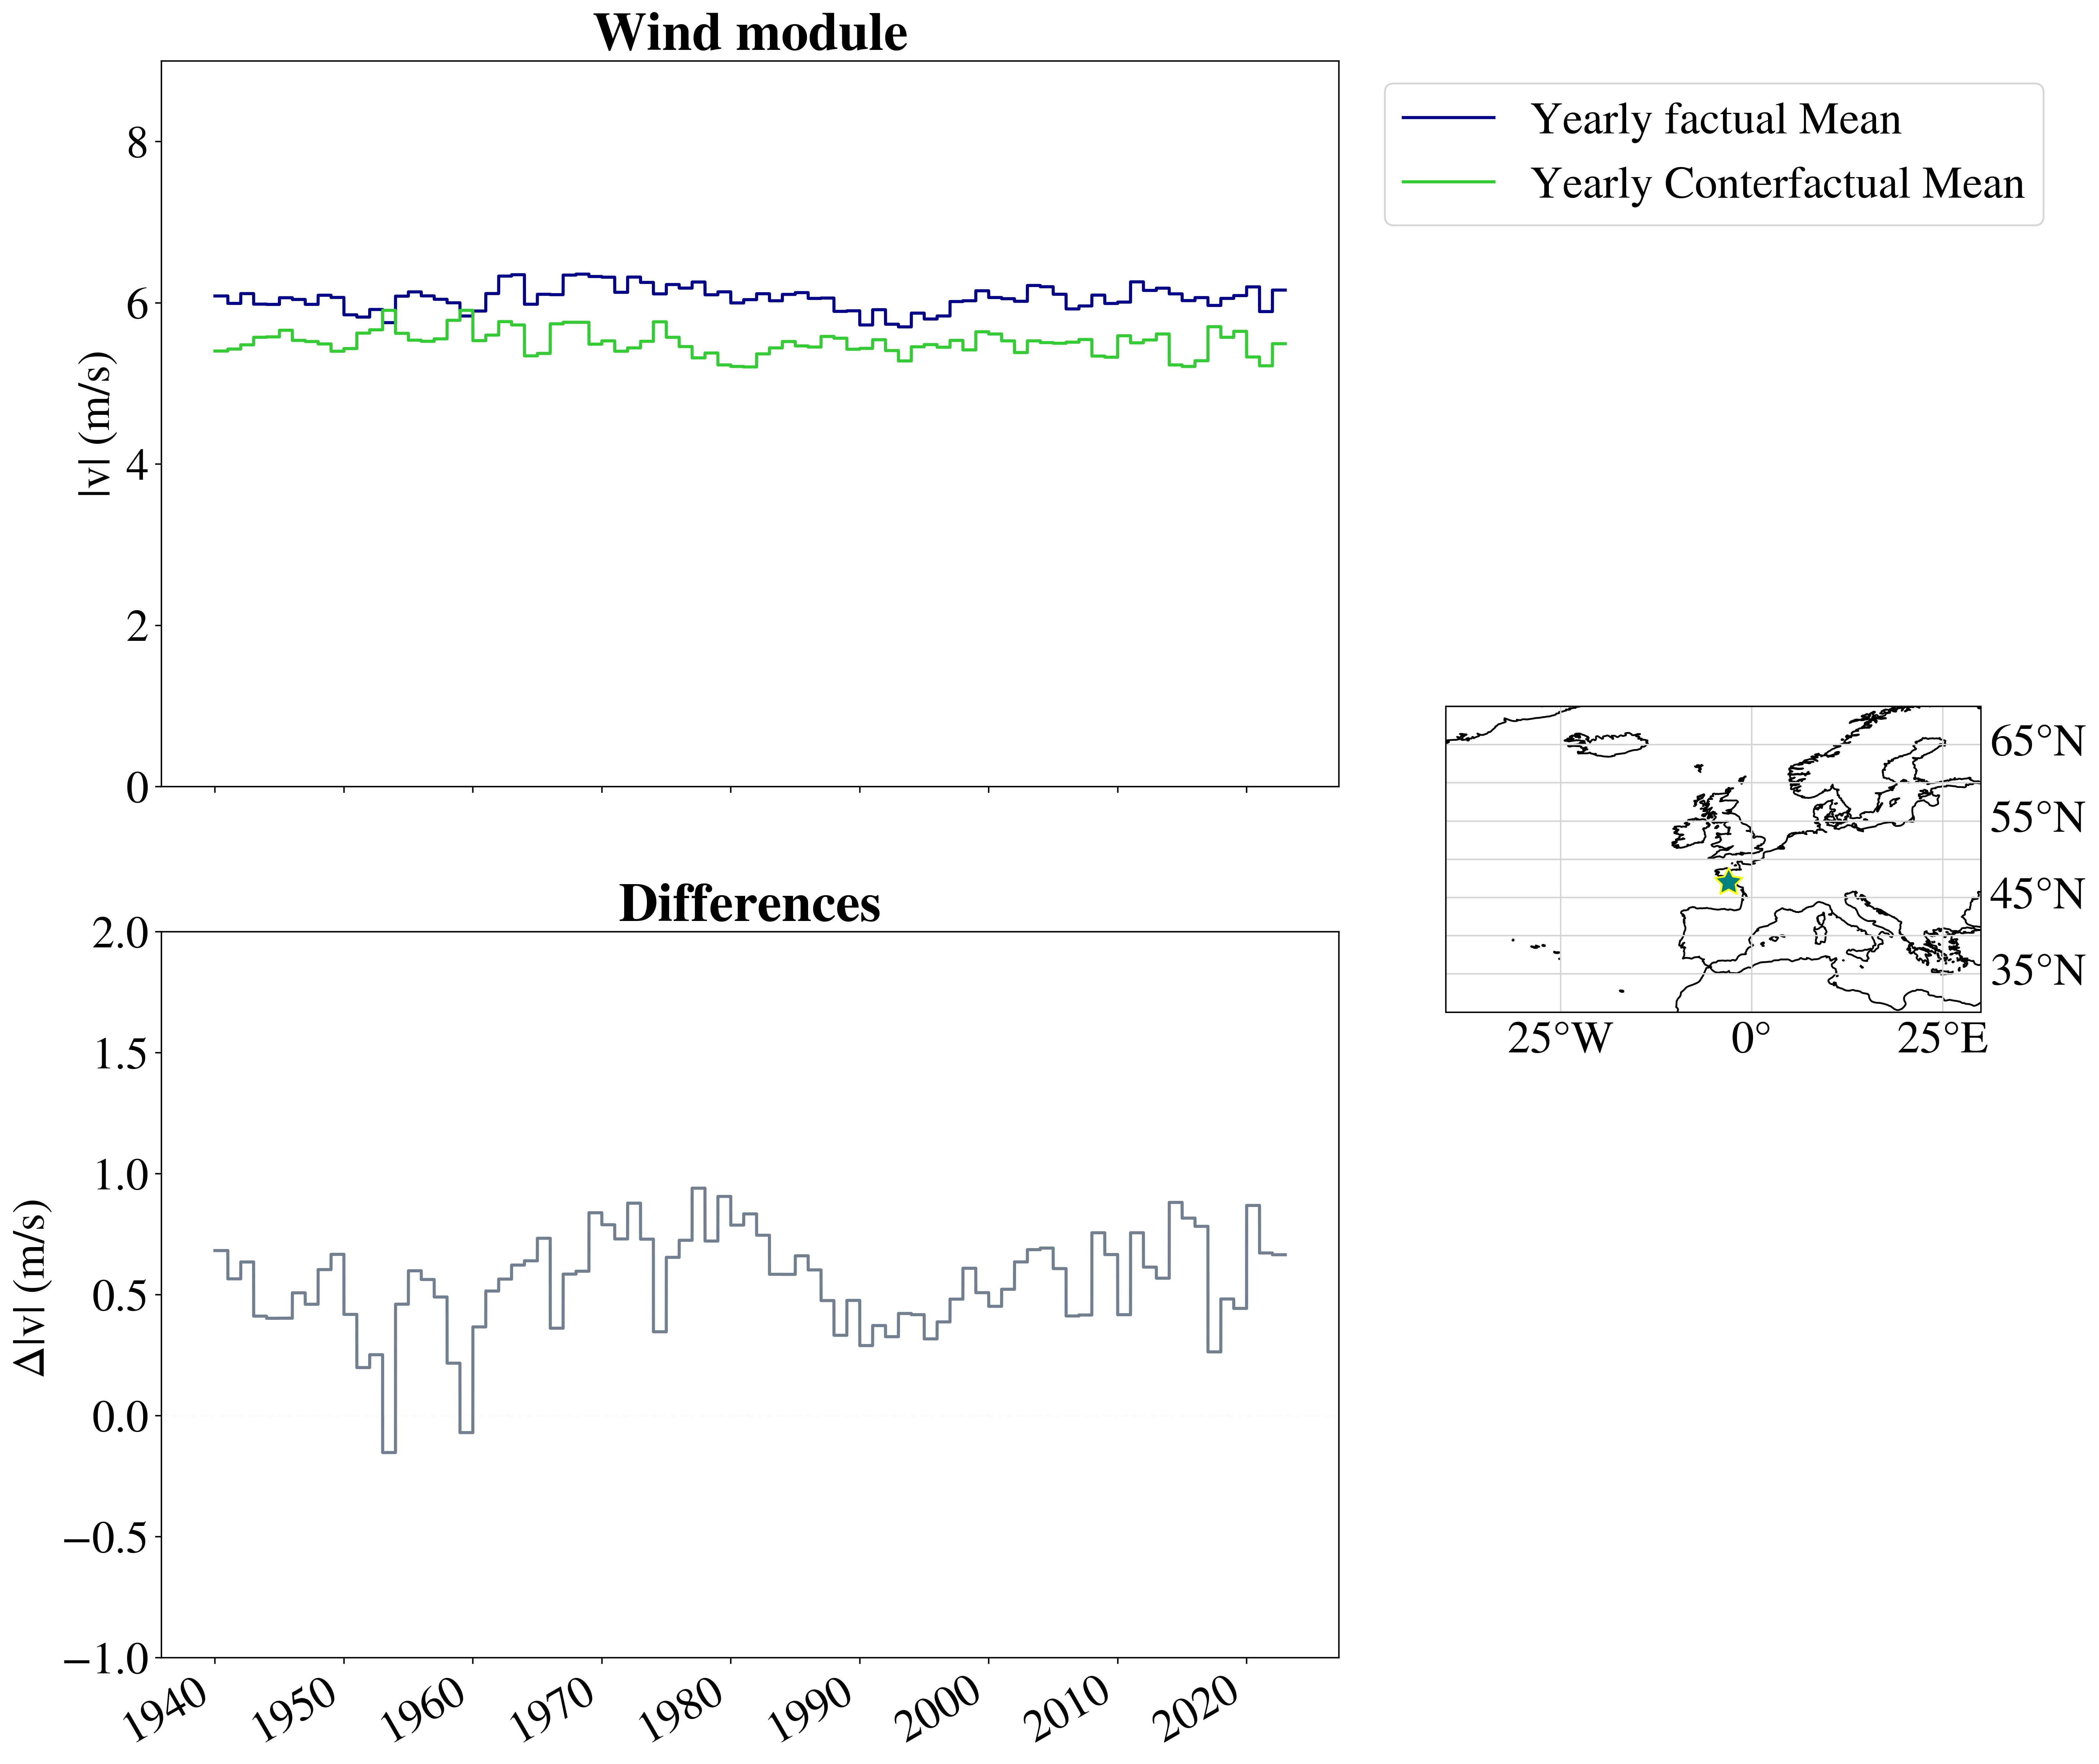 Wind module
8
6
4
2
0
|v| (m/s)
Yearly factual Mean
Yearly Conterfactual Mean
65°N
55°N
45°N
35°N
25°W 0° 25°E
Differences
2.0
1.5
1.0
0.5
0.0
−0.5
−1.0
Δ|v| (m/s)
1940 1950 1960 1970 1980 1990 2000 2010 2020